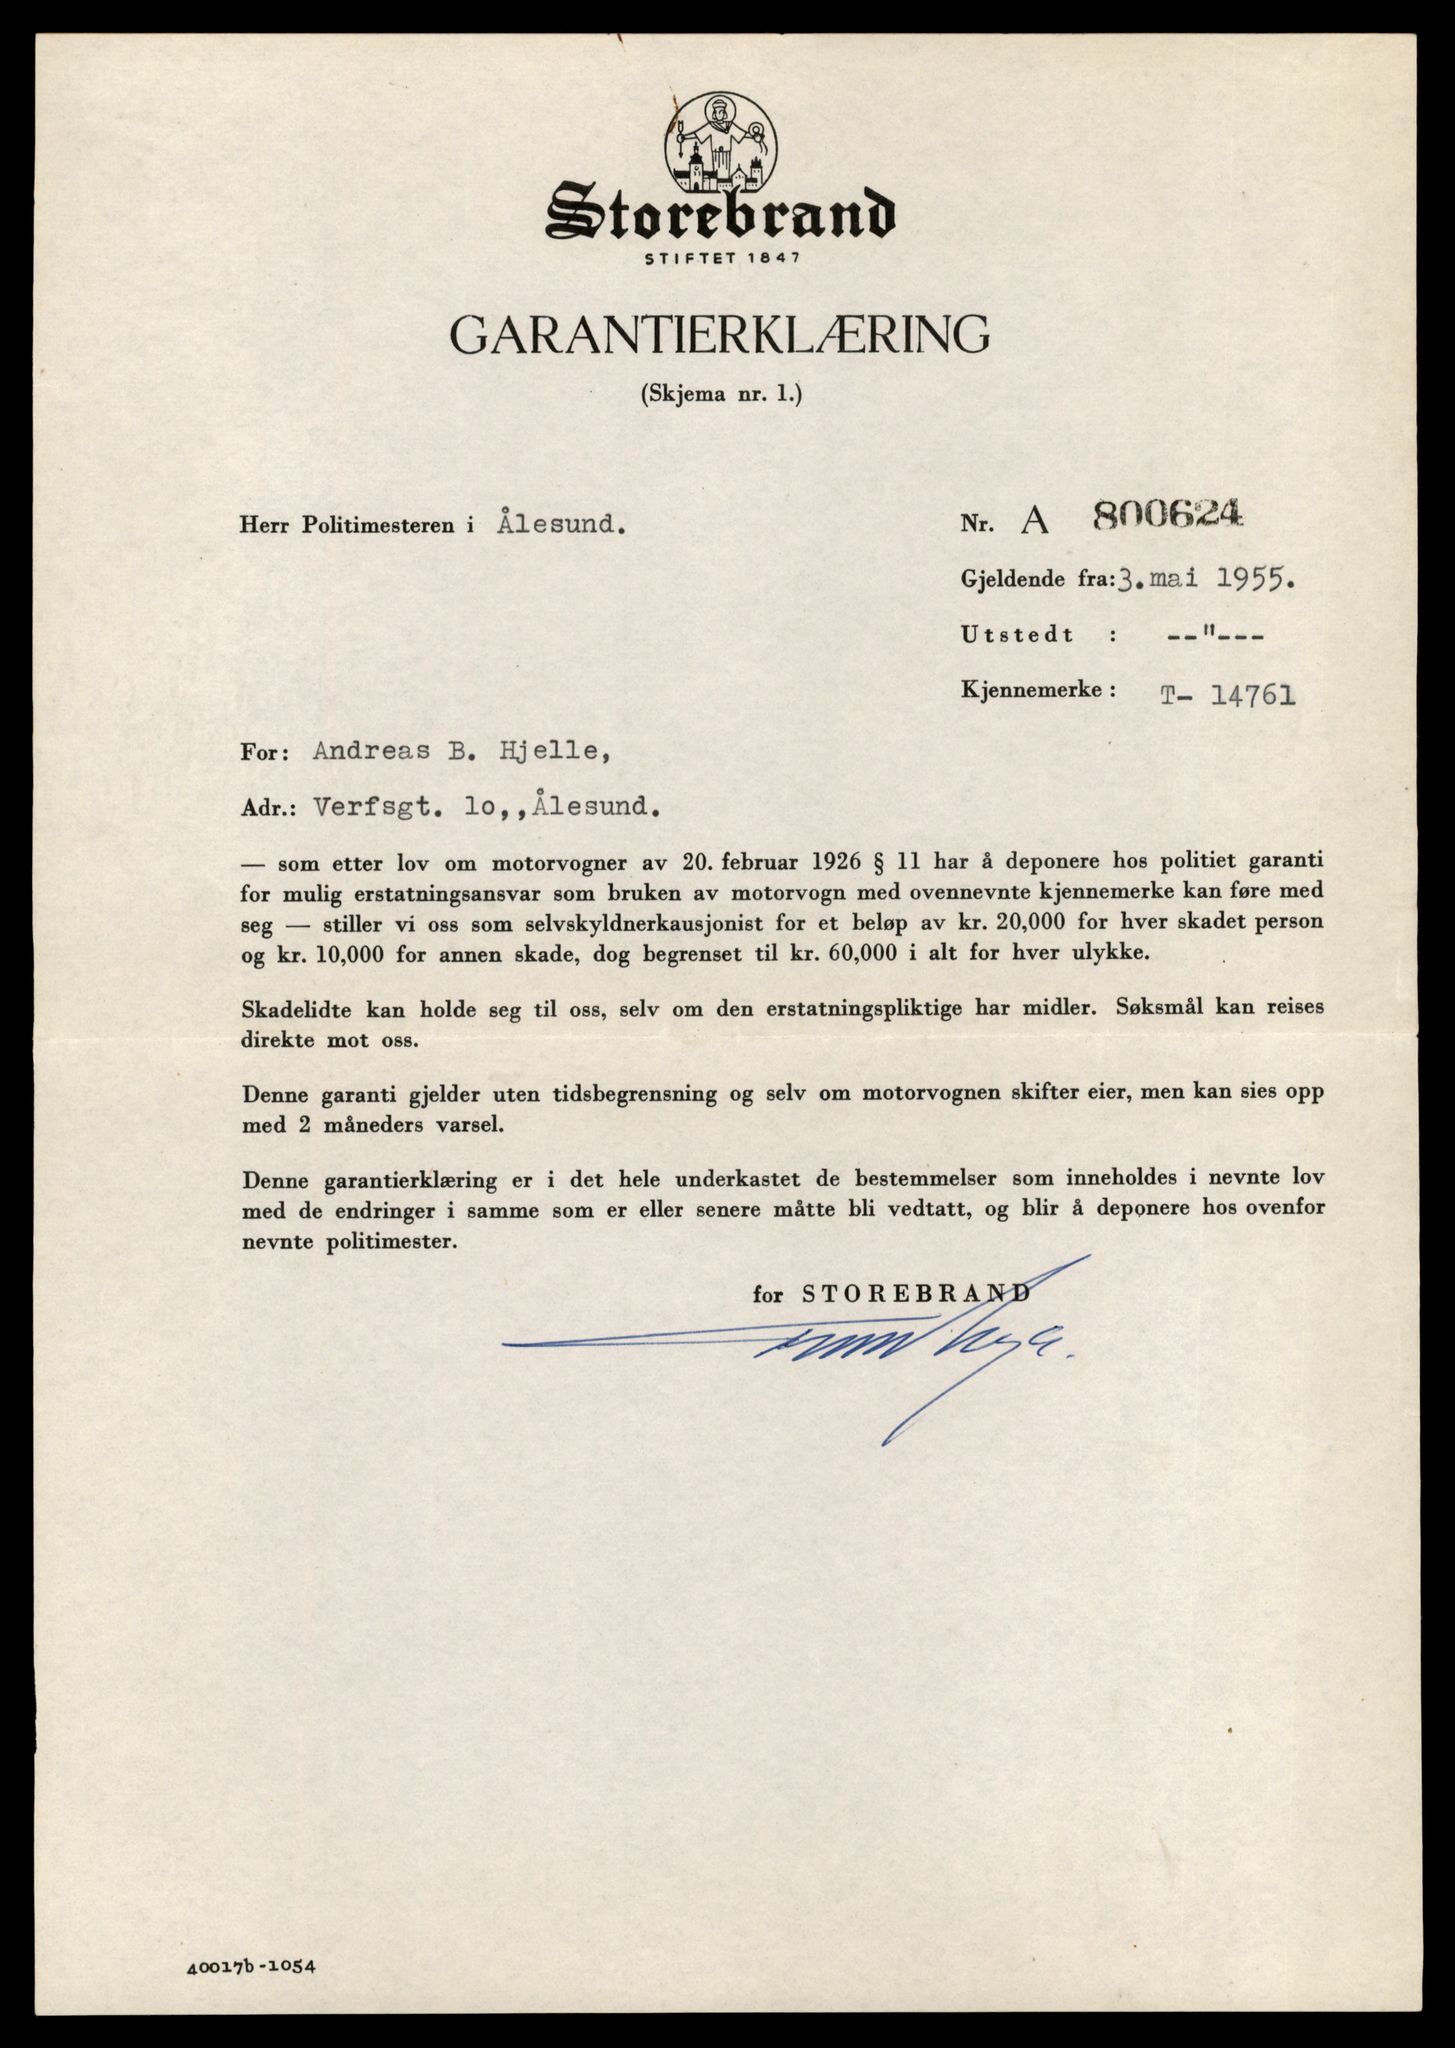 Storebrand
STIFTET 1847
GARANTIERKLÆRING
(Skjema nr. 1.)
Herr Politimesteren i Ålesund.
Nr. A 800624
Gjeldende fra: 3. mai 1955.
Utstedt : --"---
Kjennemerke : T- 14761
For: Andreas B. Hjelle,
Adr.: Verfsgt. lo,,Ålesund.
— som etter lov om motorvogner av 20. februar 1926 § 11 har å deponere hos politiet garanti
for mulig erstatningsansvar som bruken av motorvogn med ovennevnte kjennemerke kan føre med
seg — stiller vi oss som selvskyldnerkausjonist for et beløp av kr. 20,000 for hver skadet person
og kr. 10,000 for annen skade, dog begrenset til kr. 60,000 i alt for hver ulykke.
Skadelidte kan holde seg til oss, selv om den erstatningspliktige har midler. Søksmål kan reises
direkte mot oss.
Denne garanti gjelder uten tidsbegrensning og selv om motorvognen skifter eier, men kan sies opp
med 2 måneders varsel.
Denne garantierklæring er i det hele underkastet de bestemmelser som inneholdes i nevnte lov
med de endringer i samme som er eller senere måtte bli vedtatt, og blir å deponere hos ovenfor
nevnte politimester.
for STOREBRAND
40017b-1054